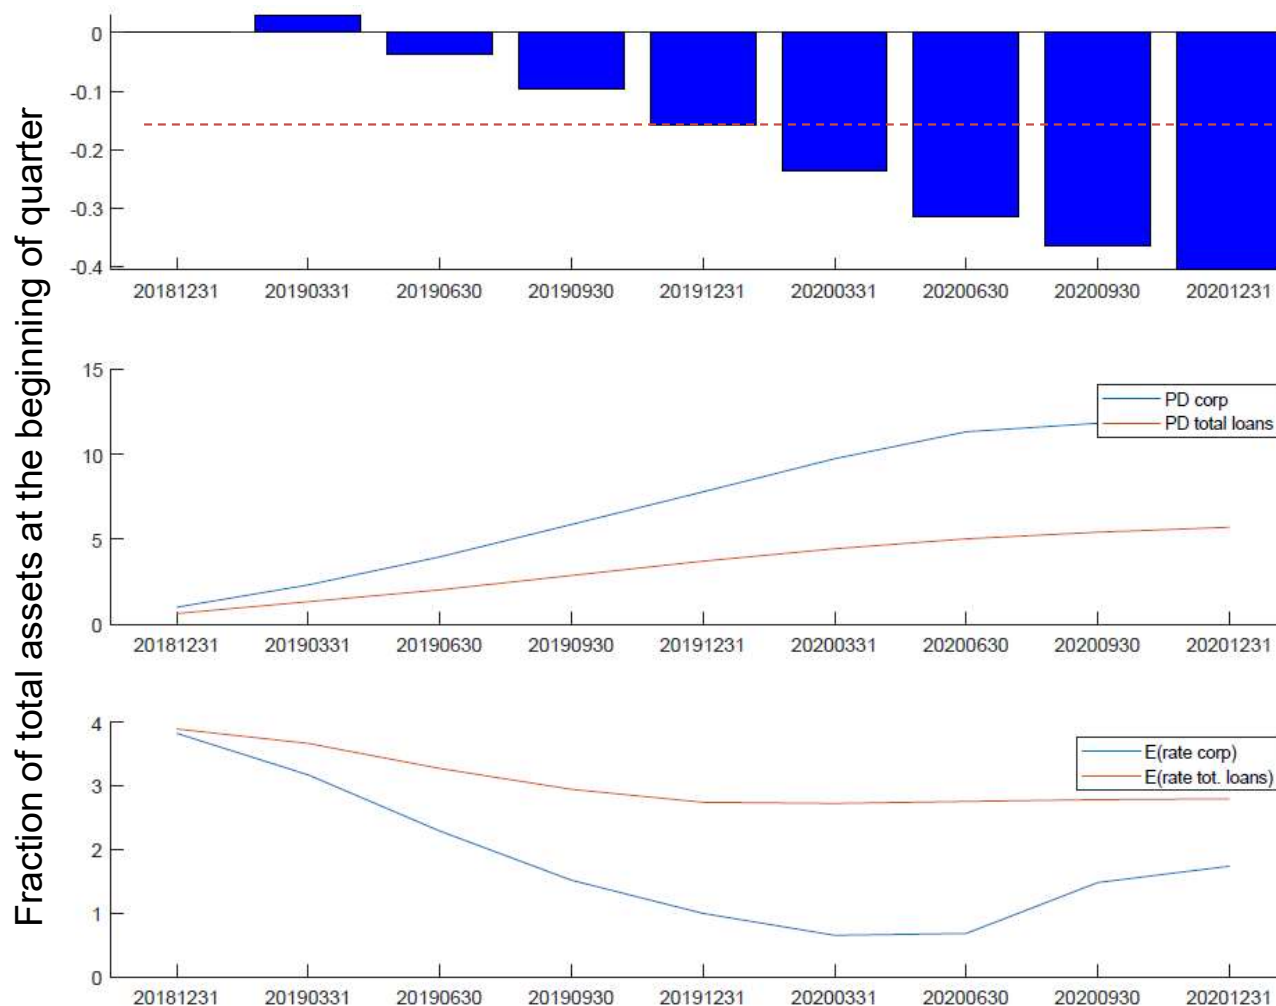 Fraction of total assets at the beginning of quarter
0
-0.1
-0.2
-0.3
-0.4
20181231 20190331 20190630 20190930 20191231 20200331 20200630 20200930 20201231
15
10
5
0
PD corp
PD total loans
20181231 20190331 20190630 20190930 20191231 20200331 20200630 20200930 20201231
4
3
2
1
0
E(rate corp)
E(rate tot. loans)
20181231 20190331 20190630 20190930 20191231 20200331 20200630 20200930 20201231